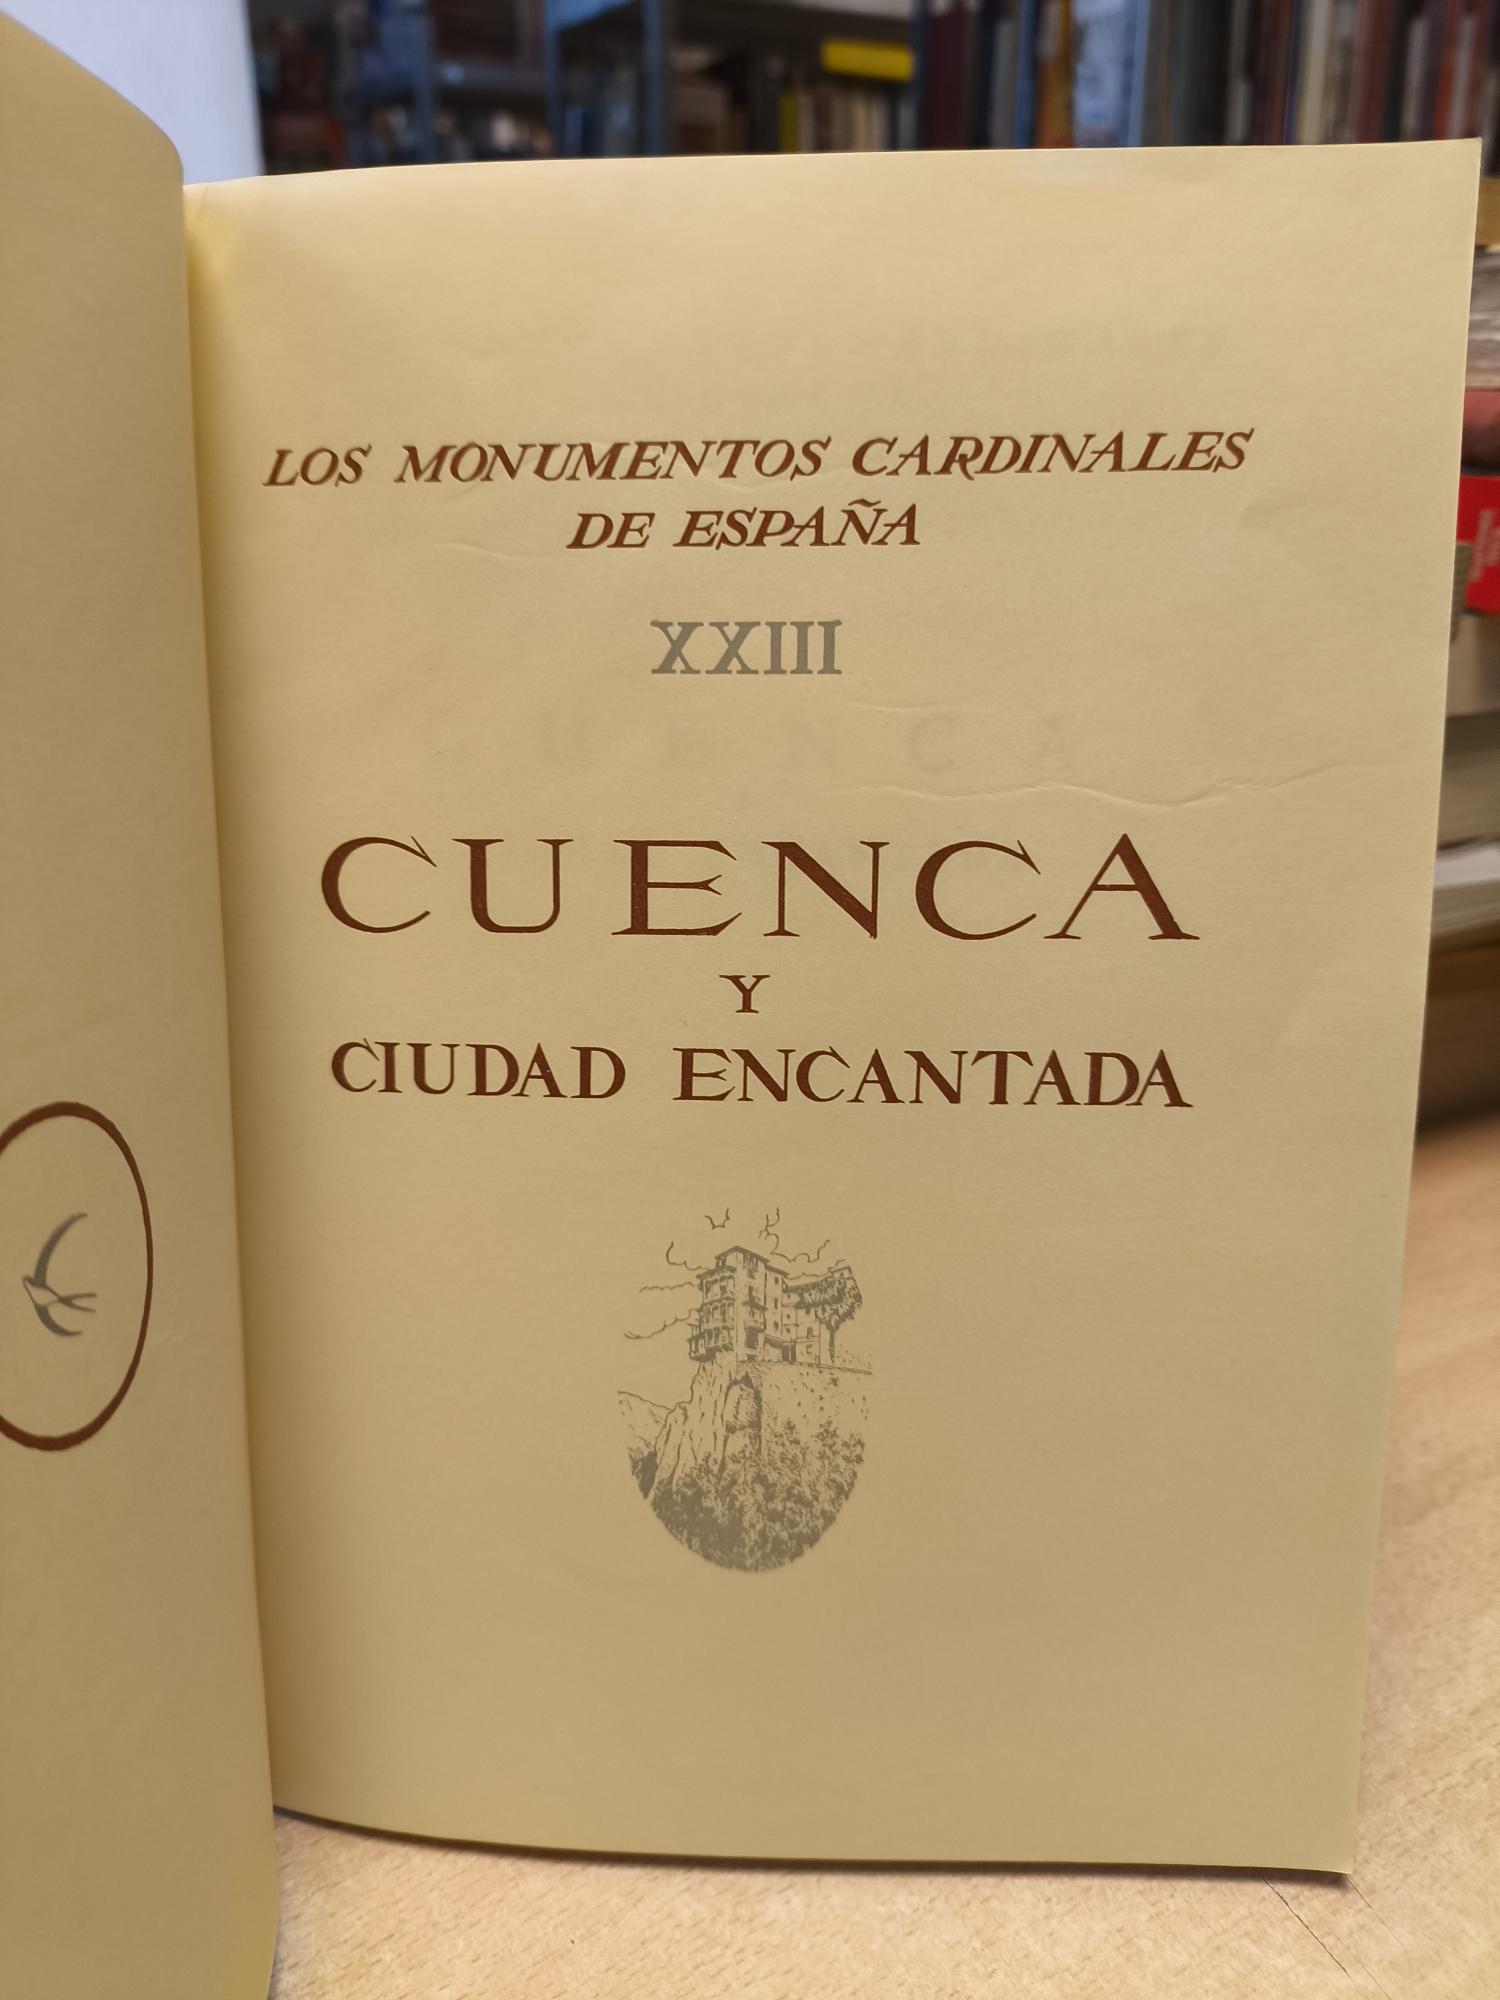 LOS MONUMENTOS CARDINALES
DE ESPAÑA
XXIII
CUENCA
Y
CIUDAD ENCANTADA